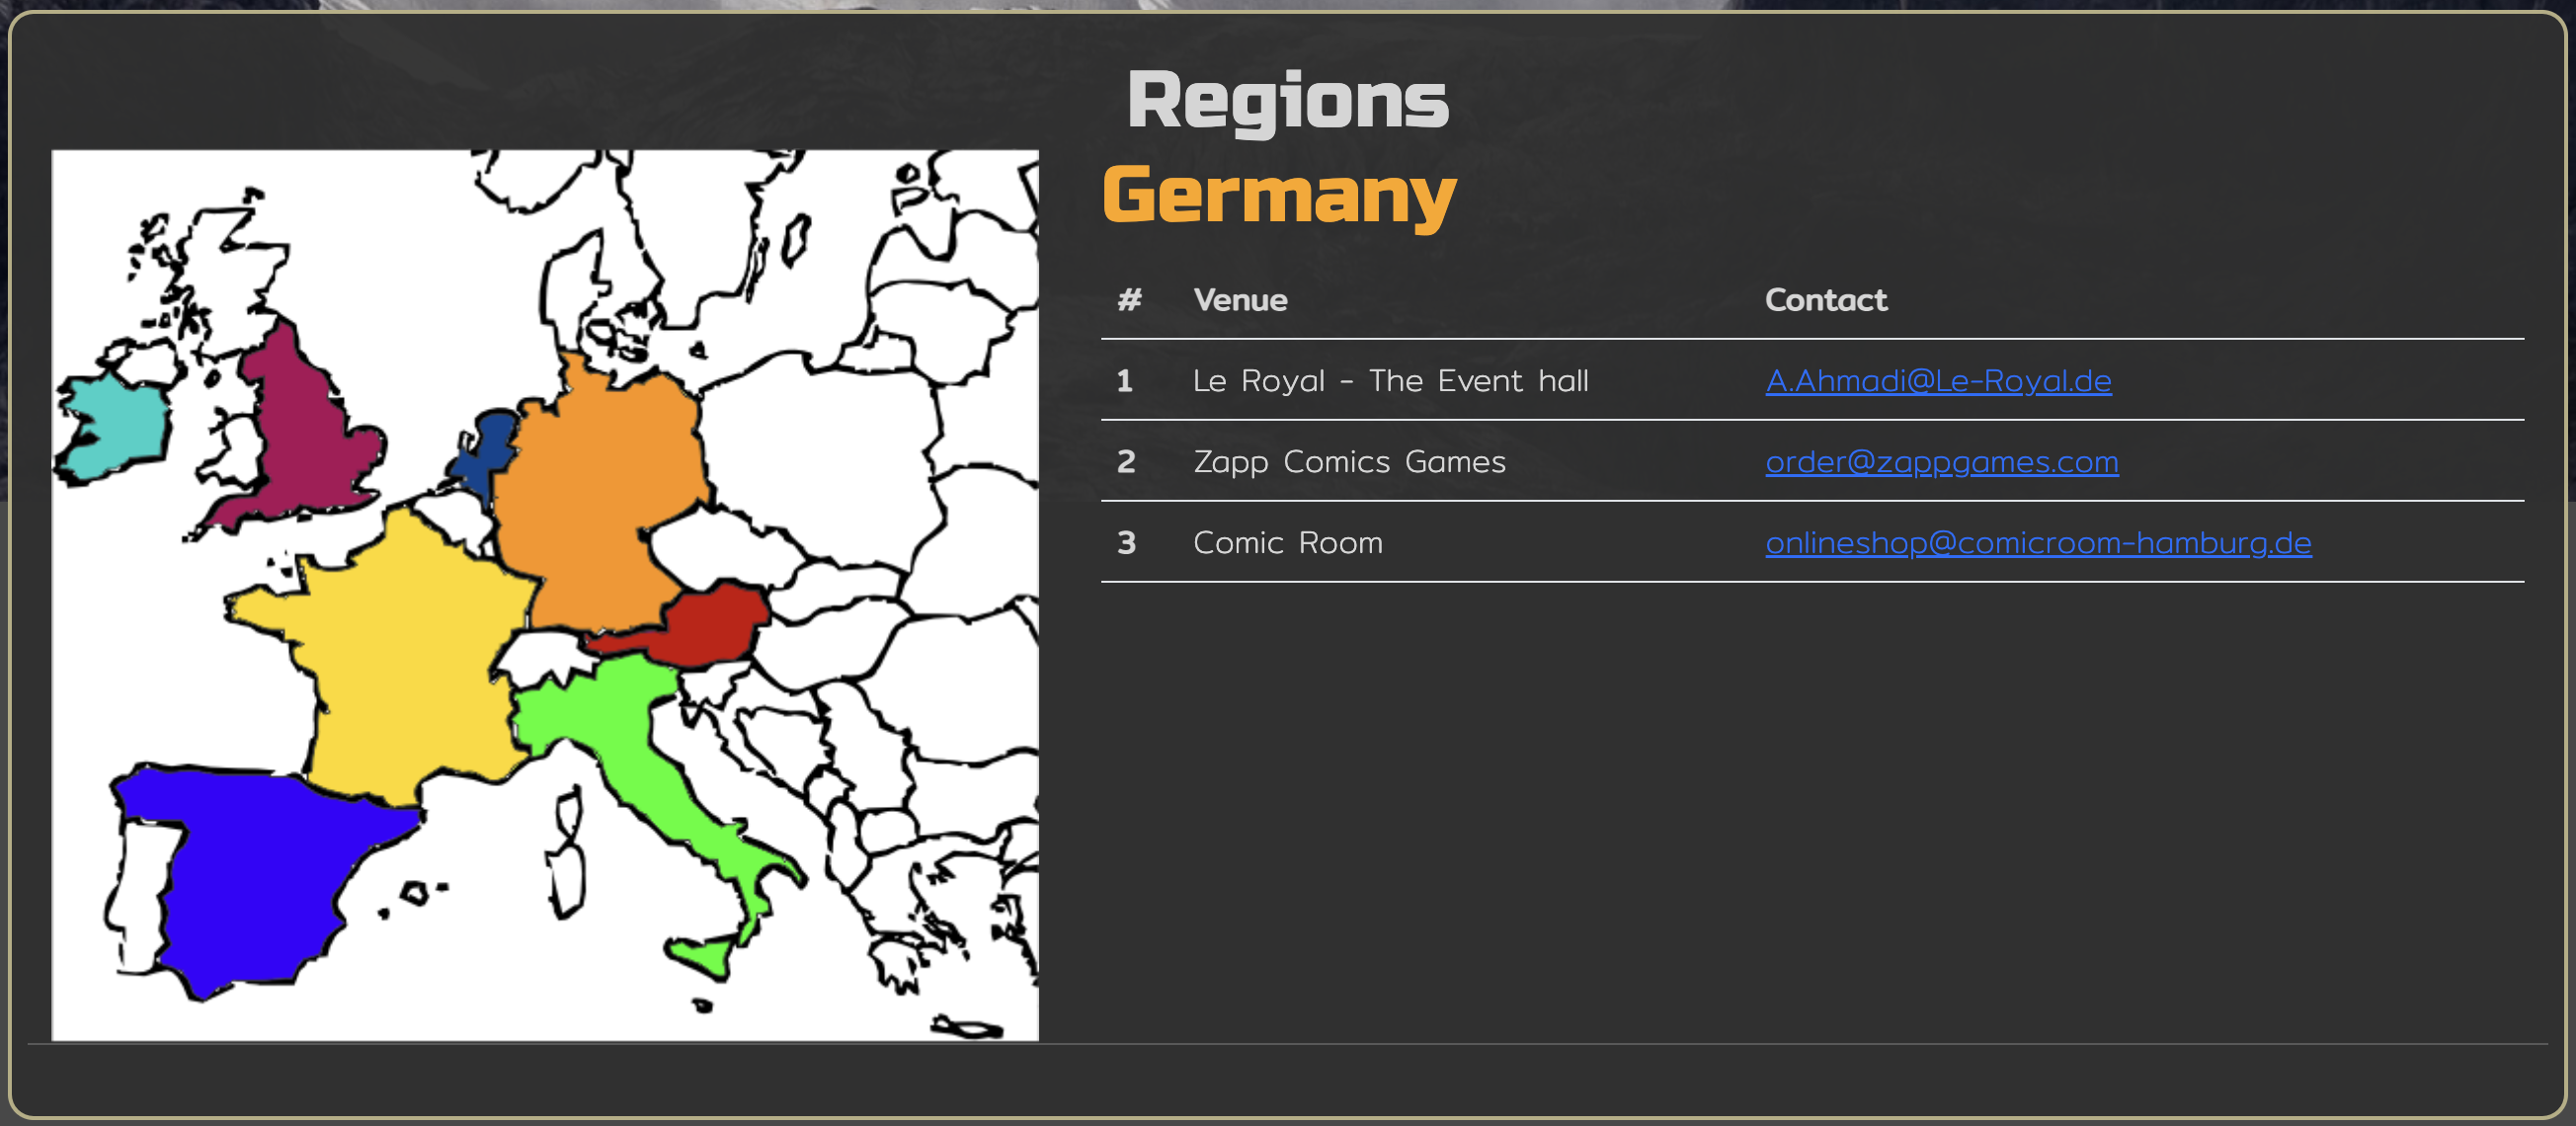 Regions
Germany
# Venue Contact
1 Le Royal - The Event hall A.Ahmadi@Le-Royal.de
2 Zapp Comics Games order@zappgames.com
3 Comic Room onlineshop@comicroom-hamburg.de